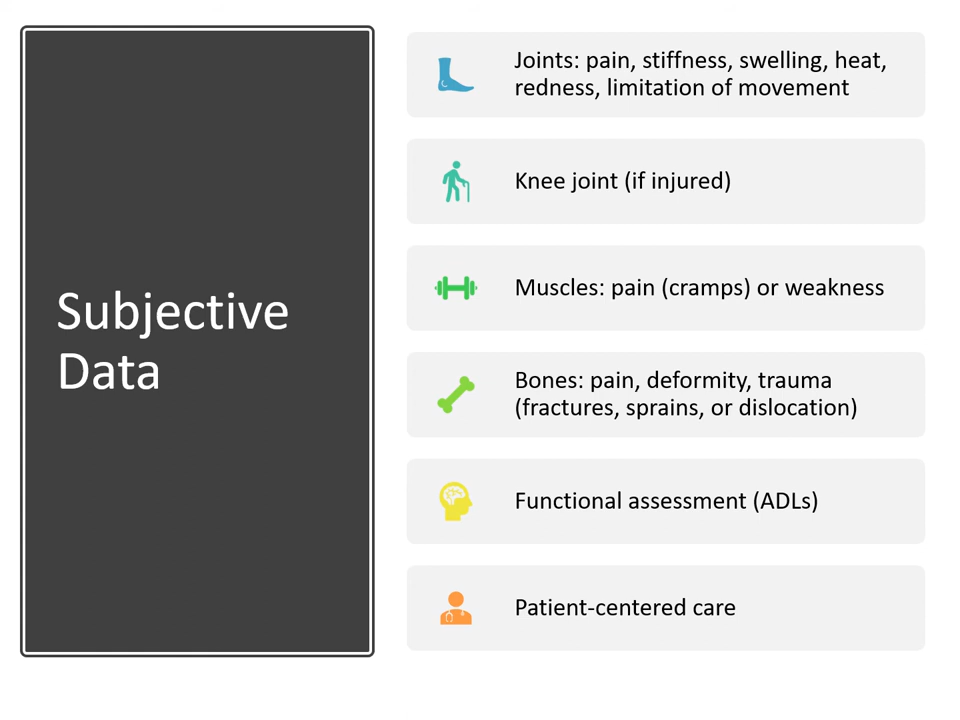 Subjective
Data
Joints: pain, stiffness, swelling, heat,
redness, limitation of movement
Knee joint (if injured)
Muscles: pain (cramps) or weakness
Bones: pain, deformity, trauma
(fractures, sprains, or dislocation)
Functional assessment (ADLs)
Patient-centered care